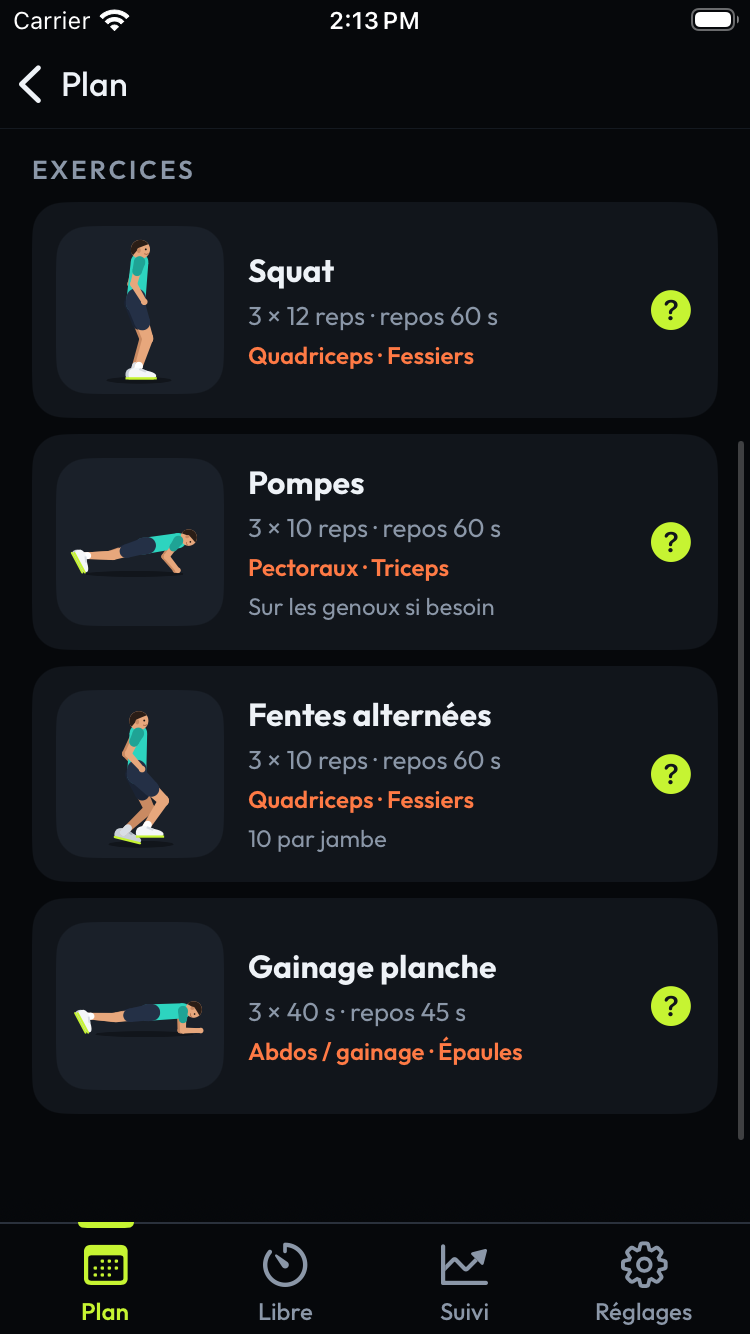 Carrier 2:13 PM
Plan
EXERCICES
Squat
3 × 12 reps · repos 60 s
Quadriceps · Fessiers
?
Pompes
3 × 10 reps · repos 60 s
Pectoraux · Triceps
Sur les genoux si besoin
?
Fentes alternées
3 × 10 reps · repos 60 s
Quadriceps · Fessiers
10 par jambe
?
Gainage planche
3 × 40 s · repos 45 s
Abdos / gainage · Épaules
?
Plan Libre Suivi Réglages